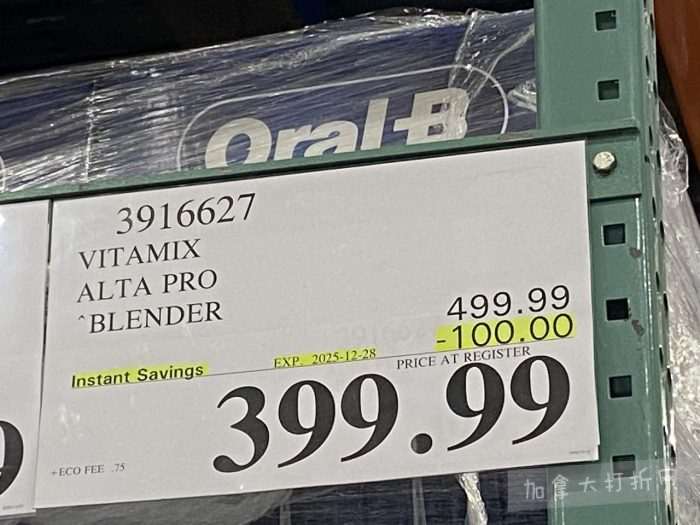 Oral-B
3916627
VITAMIX
ALTA PRO
^BLENDER
499.99
-100.00
Instant Savings
EXP. 2025-12-28
PRICE AT REGISTER
399.99
+ECO FEE .75
9
加拿大打折网